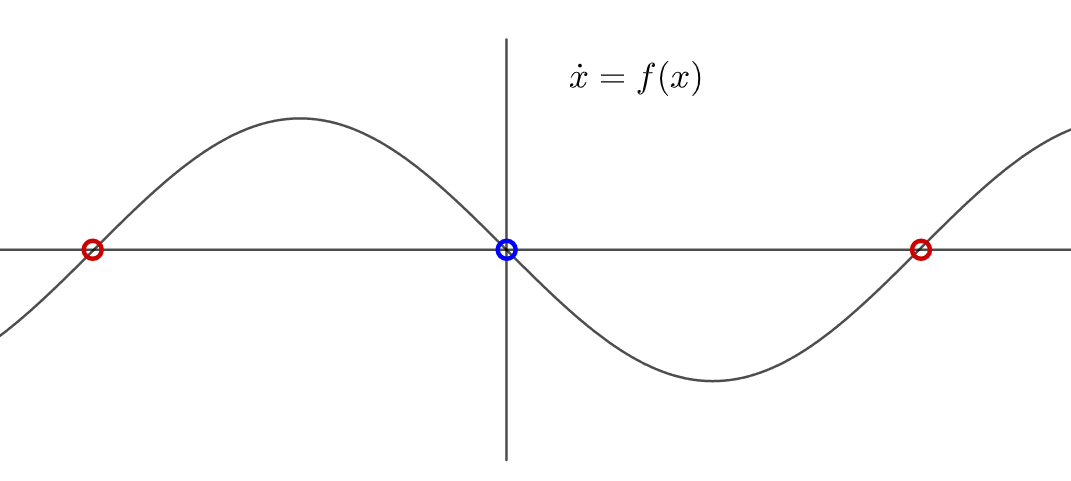 ẋ = f(x)